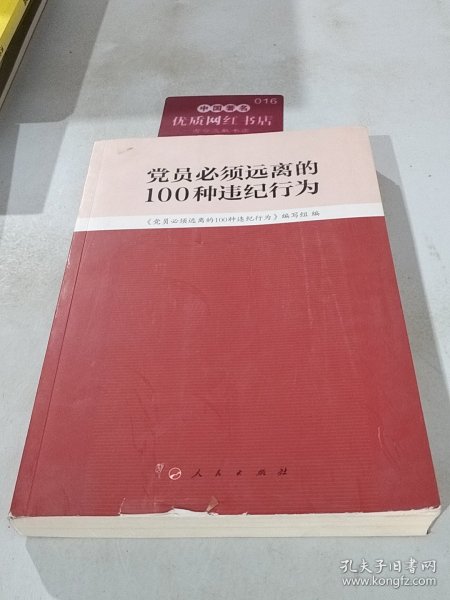 016
中国著名
优质网红书店
党员必须远离的
100种违纪行为
《党员必须远离的100种违纪行为》编写组 编
人民出版社
孔夫子旧书网
www.kongfz.com